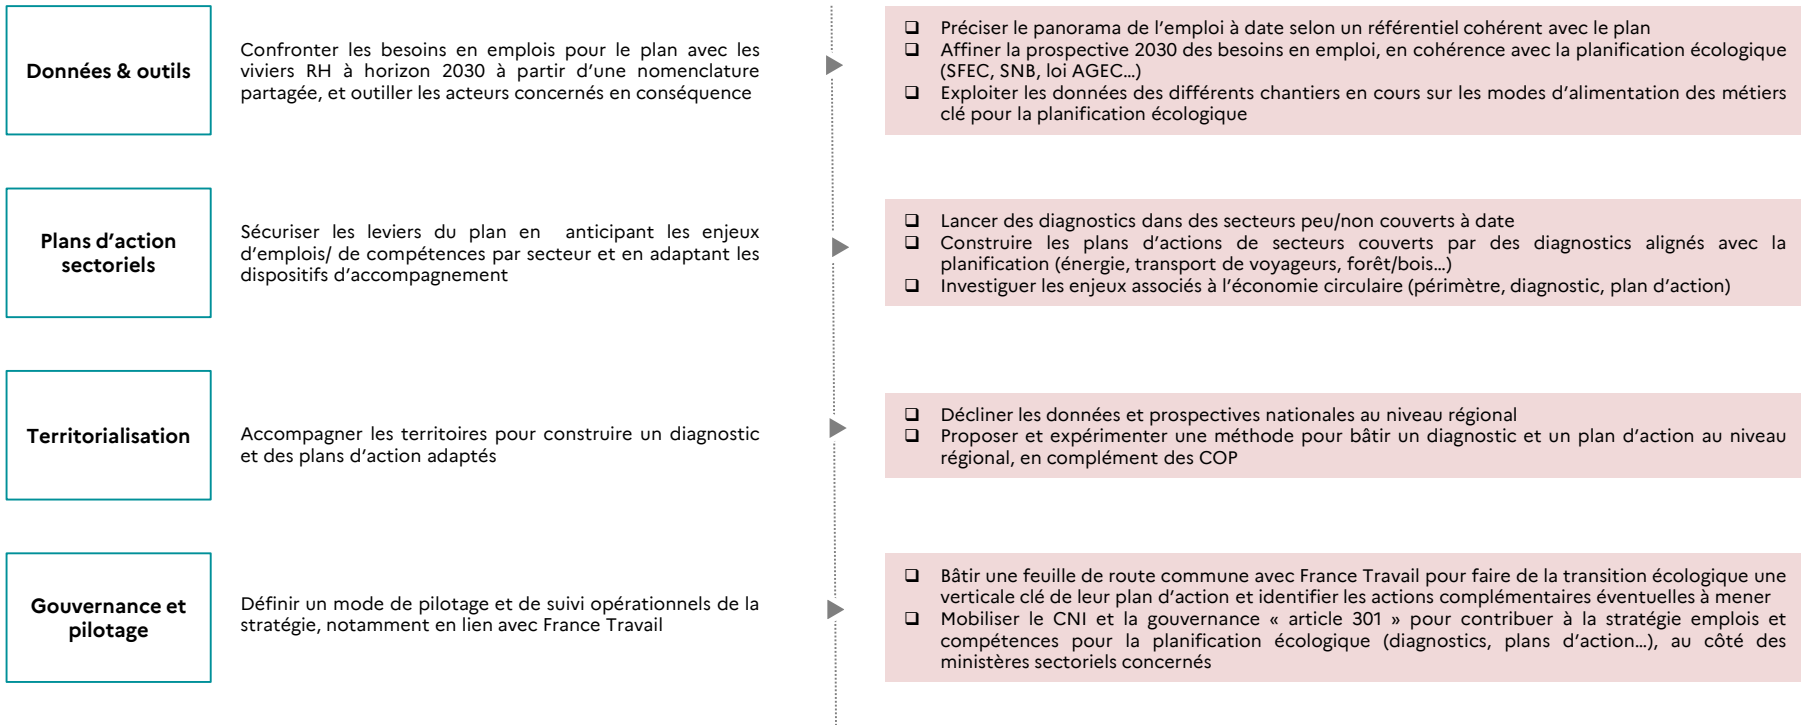 Données & outils
Confronter les besoins en emplois pour le plan avec les
viviers RH à horizon 2030 à partir d’une nomenclature
partagée, et outiller les acteurs concernés en conséquence
❑ Préciser le panorama de l’emploi à date selon un référentiel cohérent avec le plan
❑ Affiner la prospective 2030 des besoins en emploi, en cohérence avec la planification écologique
(SFEC, SNB, loi AGEC…)
❑ Exploiter les données des différents chantiers en cours sur les modes d’alimentation des métiers
clé pour la planification écologique
Plans d’action
sectoriels
Sécuriser les leviers du plan en anticipant les enjeux
d’emplois/ de compétences par secteur et en adaptant les
dispositifs d’accompagnement
❑ Lancer des diagnostics dans des secteurs peu/non couverts à date
❑ Construire les plans d’actions de secteurs couverts par des diagnostics alignés avec la
planification (énergie, transport de voyageurs, forêt/bois…)
❑ Investiguer les enjeux associés à l’économie circulaire (périmètre, diagnostic, plan d’action)
Territorialisation
Accompagner les territoires pour construire un diagnostic
et des plans d’action adaptés
❑ Décliner les données et prospectives nationales au niveau régional
❑ Proposer et expérimenter une méthode pour bâtir un diagnostic et un plan d’action au niveau
régional, en complément des COP
Gouvernance et
pilotage
Définir un mode de pilotage et de suivi opérationnels de la
stratégie, notamment en lien avec France Travail
❑ Bâtir une feuille de route commune avec France Travail pour faire de la transition écologique une
verticale clé de leur plan d’action et identifier les actions complémentaires éventuelles à mener
❑ Mobiliser le CNI et la gouvernance « article 301 » pour contribuer à la stratégie emplois et
compétences pour la planification écologique (diagnostics, plans d’action…), au côté des
ministères sectoriels concernés